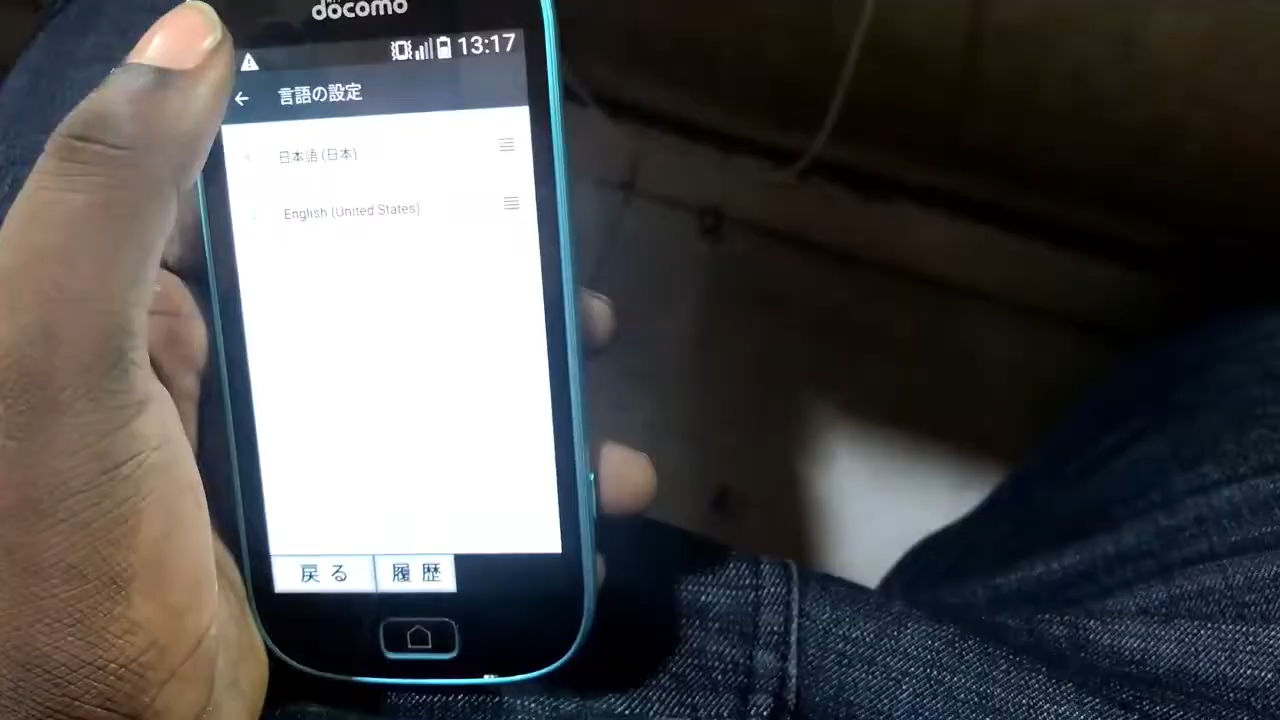 docomo
13:17
言語の設定
日本語 (日本)
English (United States)
戻る 履歴